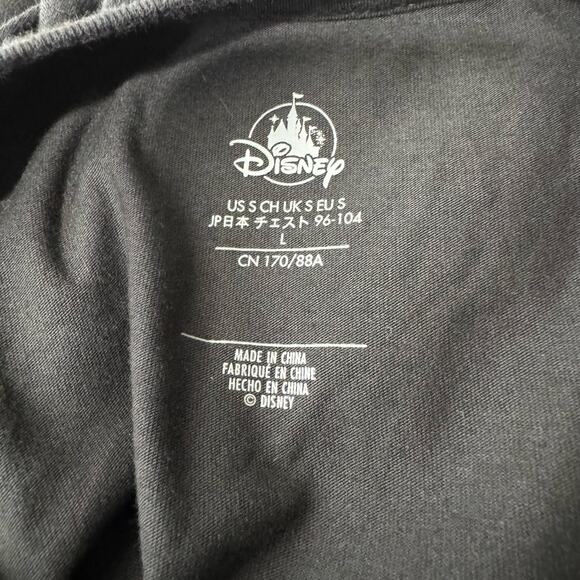 Disney
US S CH UK S EU S
JP日本 チェスト 96-104
L
CN 170/88A
MADE IN CHINA
FABRIQUÉ EN CHINE
HECHO EN CHINA
© DISNEY